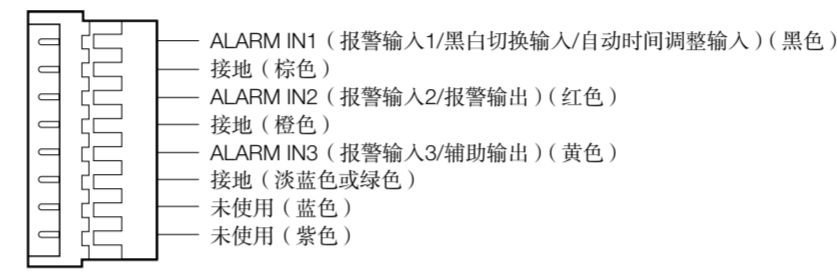 ALARM IN1（报警输入1/黑白切换输入/自动时间调整输入）（黑色）
接地（棕色）
ALARM IN2（报警输入2/报警输出）（红色）
接地（橙色）
ALARM IN3（报警输入3/辅助输出）（黄色）
接地（淡蓝色或绿色）
未使用（蓝色）
未使用（紫色）